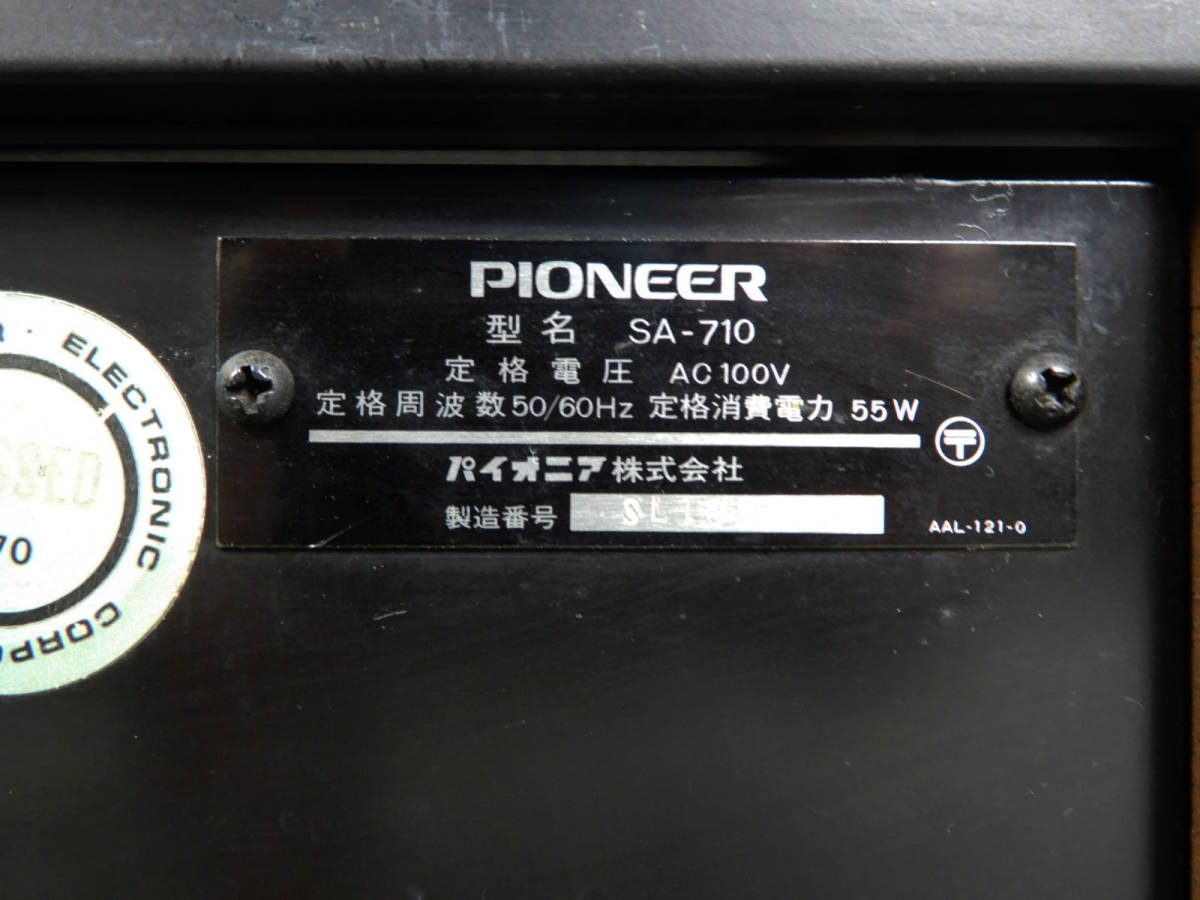 PIONEER
型名 SA-710
定格電圧 AC100V
定格周波数50/60Hz 定格消費電力 55W
〒
パイオニア株式会社
製造番号
AAL-121-0
ELECTRONIC
70